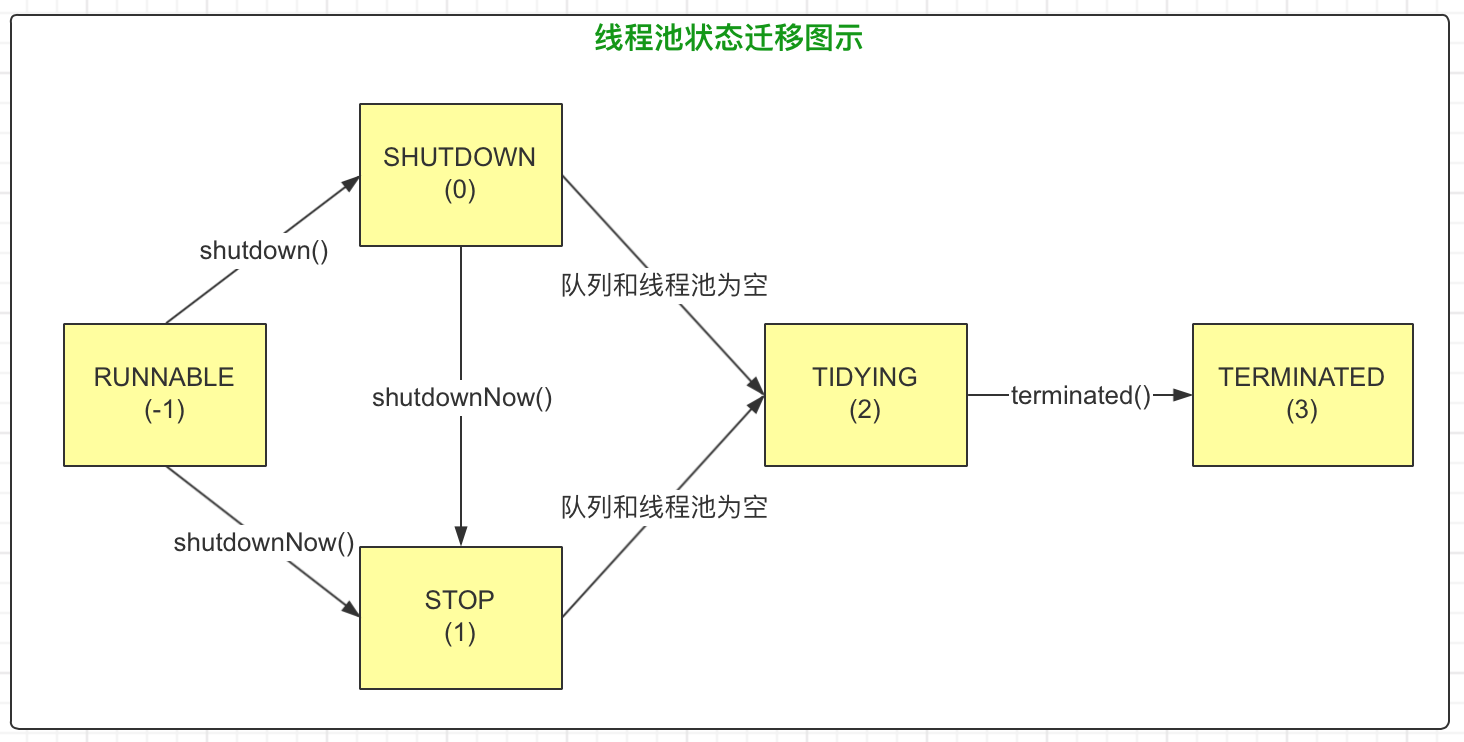 线程池状态迁移图示
SHUTDOWN
(0)
shutdown()
队列和线程池为空
RUNNABLE
(-1)
shutdownNow()
TIDYING
(2)
terminated()
TERMINATED
(3)
shutdownNow()
队列和线程池为空
STOP
(1)